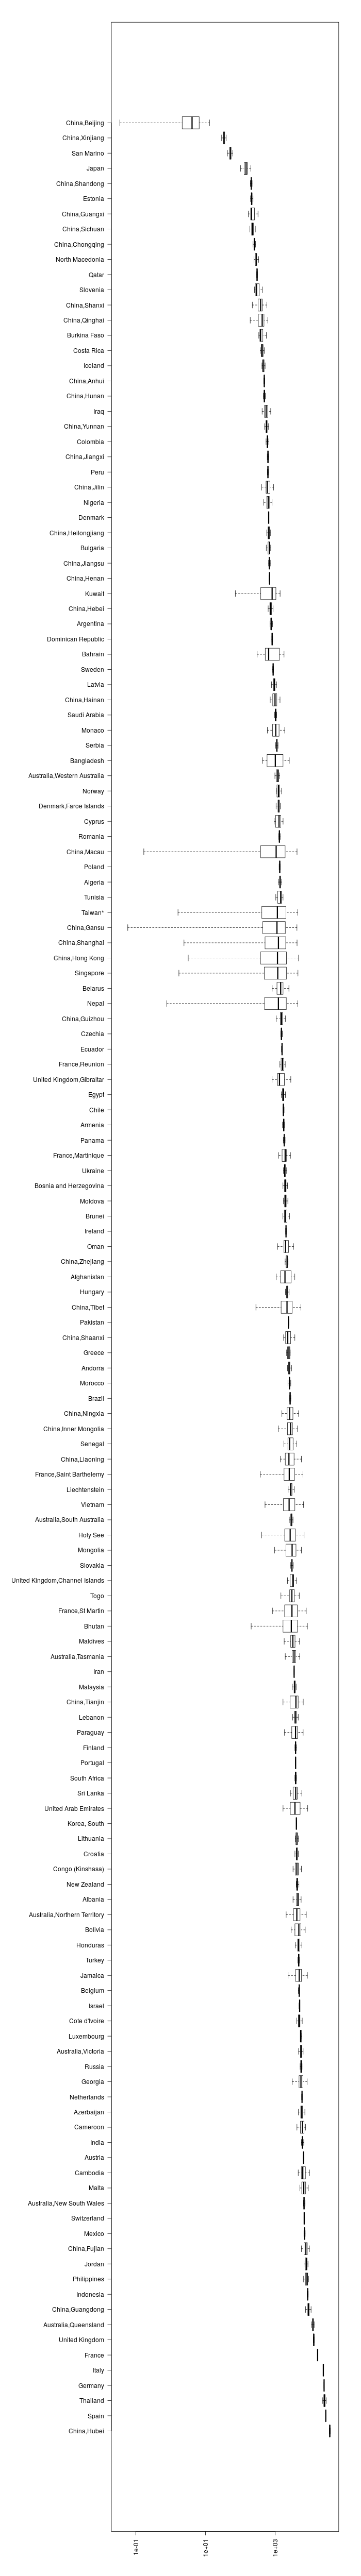 China,Beijing
China,Xinjiang
San Marino
Japan
China,Shandong
Estonia
China,Guangxi
China,Sichuan
China,Chongqing
North Macedonia
Qatar
Slovenia
China,Shanxi
China,Qinghai
Burkina Faso
Costa Rica
Iceland
China,Anhui
China,Hunan
Iraq
China,Yunnan
Colombia
China,Jiangxi
Peru
China,Jilin
Nigeria
Denmark
China,Heilongjiang
Bulgaria
China,Jiangsu
China,Henan
Kuwait
China,Hebei
Argentina
Dominican Republic
Bahrain
Sweden
Latvia
China,Hainan
Saudi Arabia
Monaco
Serbia
Bangladesh
Australia,Western Australia
Norway
Denmark,Faroe Islands
Cyprus
Romania
China,Macau
Poland
Algeria
Tunisia
Taiwan*
China,Gansu
China,Shanghai
China,Hong Kong
Singapore
Belarus
Nepal
China,Guizhou
Czechia
Ecuador
France,Reunion
United Kingdom,Gibraltar
Egypt
Chile
Armenia
Panama
France,Martinique
Ukraine
Bosnia and Herzegovina
Moldova
Brunei
Ireland
Oman
China,Zhejiang
Afghanistan
Hungary
China,Tibet
Pakistan
China,Shaanxi
Greece
Andorra
Morocco
Brazil
China,Ningxia
China,Inner Mongolia
Senegal
China,Liaoning
France,Saint Barthelemy
Liechtenstein
Vietnam
Australia,South Australia
Holy See
Mongolia
Slovakia
United Kingdom,Channel Islands
Togo
France,St Martin
Bhutan
Maldives
Australia,Tasmania
Iran
Malaysia
China,Tianjin
Lebanon
Paraguay
Finland
Portugal
South Africa
Sri Lanka
United Arab Emirates
Korea, South
Lithuania
Croatia
Congo (Kinshasa)
New Zealand
Albania
Australia,Northern Territory
Bolivia
Honduras
Turkey
Jamaica
Belgium
Israel
Cote d'Ivoire
Luxembourg
Australia,Victoria
Russia
Georgia
Netherlands
Azerbaijan
Cameroon
India
Austria
Cambodia
Malta
Australia,New South Wales
Switzerland
Mexico
China,Fujian
Jordan
Philippines
Indonesia
China,Guangdong
Australia,Queensland
United Kingdom
France
Italy
Germany
Thailand
Spain
China,Hubei
1e-01
1e+01
1e+03